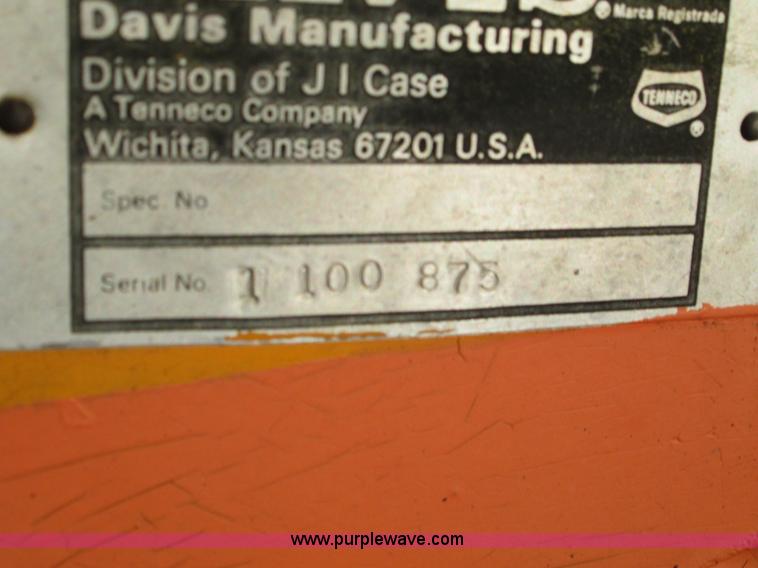 ® Marca Registrada
Davis Manufacturing
Division of J I Case
A Tenneco Company
TENNECO
®
Wichita, Kansas 67201 U.S.A.
Spec. No
Serial No. 1 100 875
www.purplewave.com